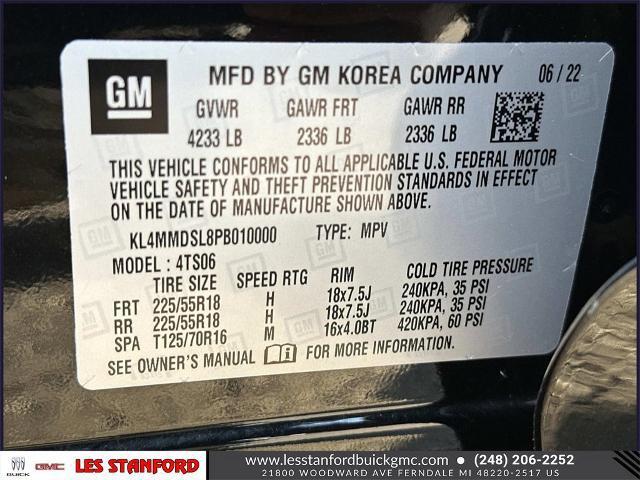 GM
MFD BY GM KOREA COMPANY 06/22
GVWR GAWR FRT GAWR RR
4233 LB 2336 LB 2336 LB
THIS VEHICLE CONFORMS TO ALL APPLICABLE U.S. FEDERAL MOTOR
VEHICLE SAFETY AND THEFT PREVENTION STANDARDS IN EFFECT
ON THE DATE OF MANUFACTURE SHOWN ABOVE.
KL4MMDSL8PB010000 TYPE: MPV
MODEL: 4TS06
TIRE SIZE SPEED RTG RIM COLD TIRE PRESSURE
FRT 225/55R18 H 18x7.5J 240KPA, 35 PSI
RR 225/55R18 H 18x7.5J 240KPA, 35 PSI
SPA T125/70R16 M 16x4.0BT 420KPA, 60 PSI
SEE OWNER'S MANUAL i FOR MORE INFORMATION.
BUICK GMC LES STANFORD www.lesstanfordbuickgmc.com • (248) 206-2252
21800 WOODWARD AVE FERNDALE MI 48220-2517 US